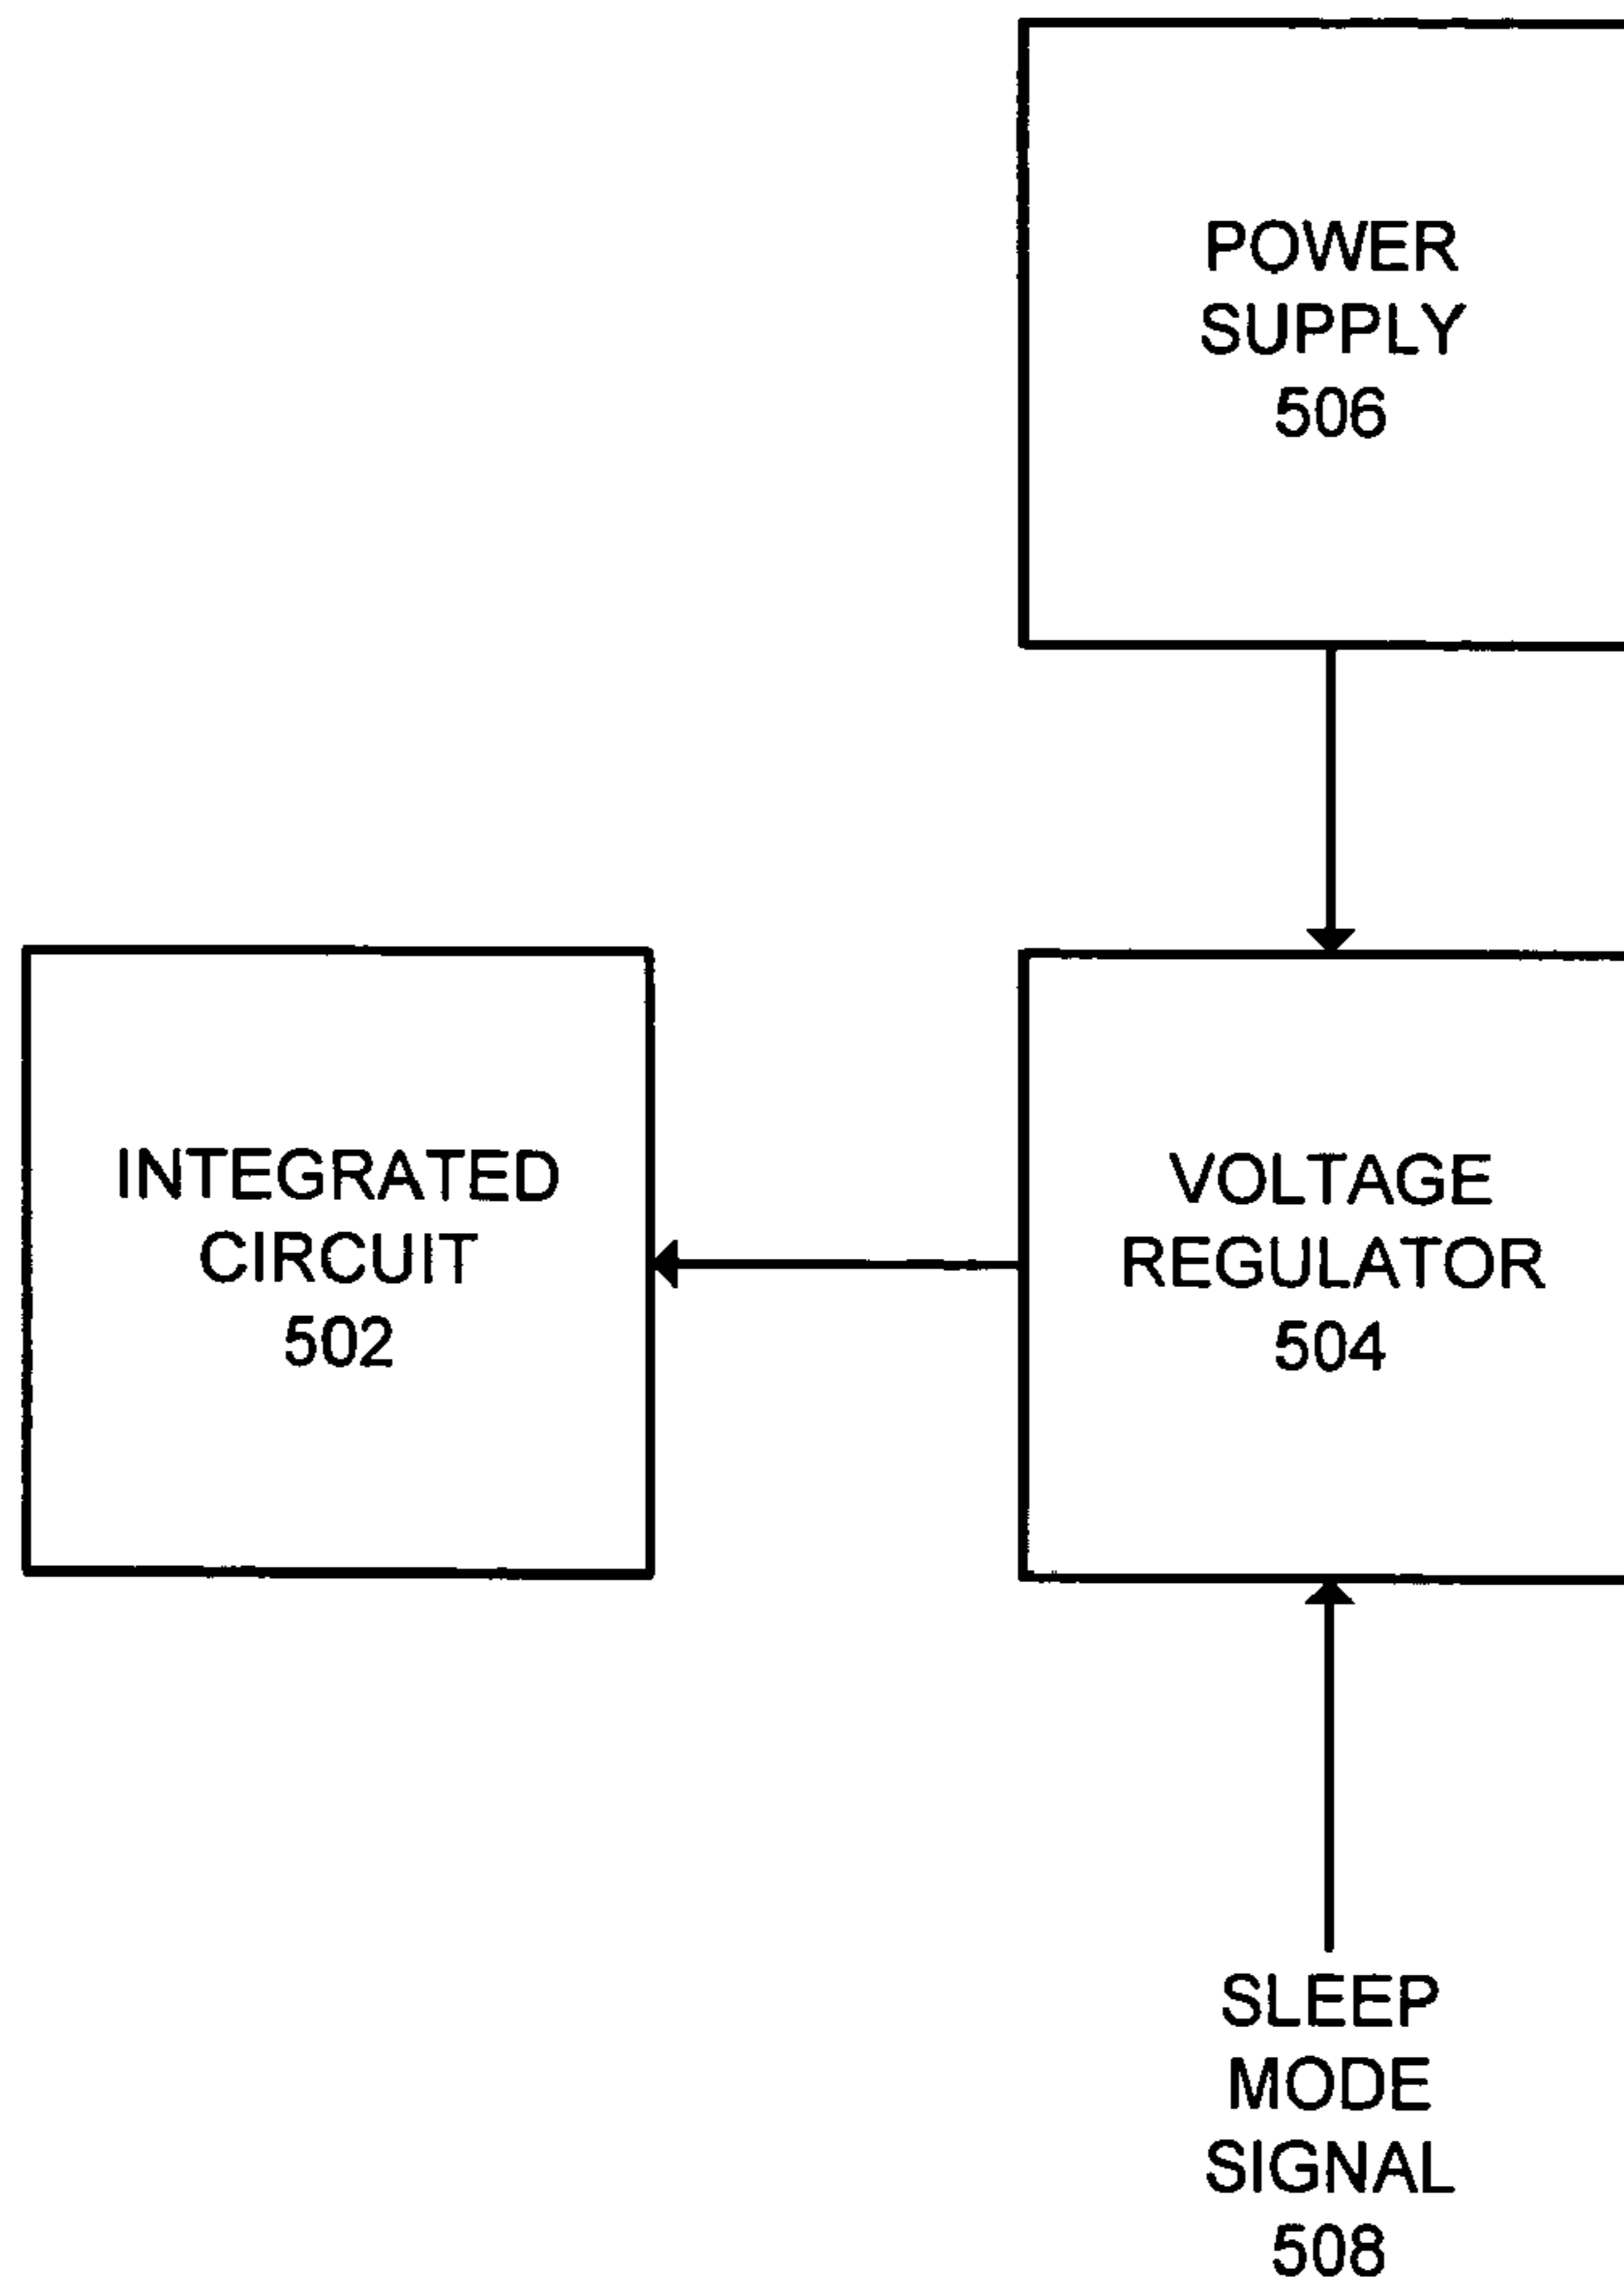 POWER
SUPPLY
506
INTEGRATED
CIRCUIT
502
VOLTAGE
REGULATOR
504
SLEEP
MODE
SIGNAL
508